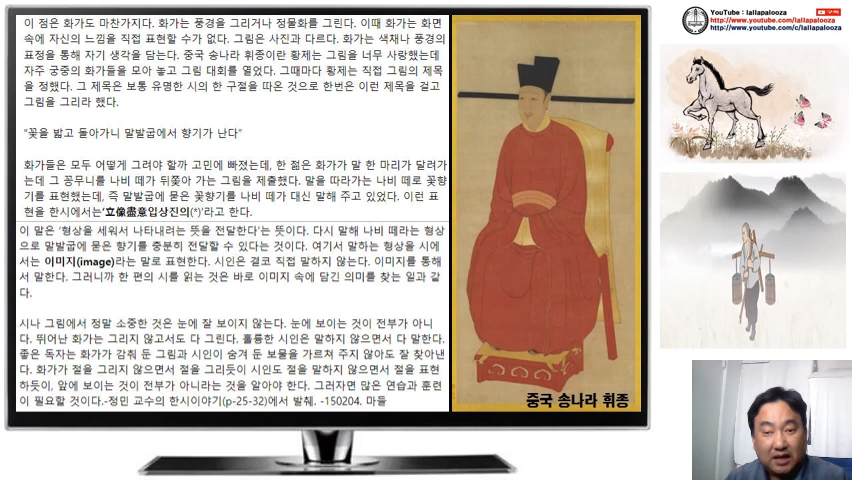 이 점은 화가도 마찬가지다. 화가는 풍경을 그리거나 정물화를 그린다. 이때 화가는 화면
속에 자신의 느낌을 직접 표현할 수가 없다. 그림은 사진과 다르다. 화가는 색채나 풍경의
표정을 통해 자기 생각을 담는다. 중국 송나라 휘종이란 황제는 그림을 너무 사랑했는데
자주 궁중의 화가들을 모아 놓고 그림 대회를 열었다. 그때마다 황제는 직접 그림의 제목
을 정했다. 그 제목은 보통 유명한 시의 한 구절을 따온 것으로 한번은 이런 제목을 걸고
그림을 그리라 했다.
“꽃을 밟고 돌아가니 말발굽에서 향기가 난다”
화가들은 모두 어떻게 그려야 할까 고민에 빠졌는데, 한 젊은 화가가 말 한 마리가 달려가
는데 그 꽁무니를 나비 떼가 뒤쫓아 가는 그림을 제출했다. 말을 따라가는 나비 떼로 꽃향
기를 표현했는데, 즉 말발굽에 묻은 꽃향기를 나비 떼가 대신 말해 주고 있었다. 이런 표
현을 한시에서는‘立像盡意입상진의(*)’라고 한다.
이 말은 ‘형상을 세워서 나타내려는 뜻을 전달한다’는 뜻이다. 다시 말해 나비 떼라는 형상
으로 말발굽에 묻은 향기를 충분히 전달할 수 있다는 것이다. 여기서 말하는 형상을 시에
서는 이미지(image)라는 말로 표현한다. 시인은 결코 직접 말하지 않는다. 이미지를 통해
서 말한다. 그러니까 한 편의 시를 읽는 것은 바로 이미지 속에 담긴 의미를 찾는 일과 같
다.
시나 그림에서 정말 소중한 것은 눈에 잘 보이지 않는다. 눈에 보이는 것이 전부가 아니
다. 뛰어난 화가는 그리지 않고서도 다 그린다. 훌륭한 시인은 말하지 않으면서 다 말한다.
좋은 독자는 화가가 감춰 둔 그림과 시인이 숨겨 둔 보물을 가르쳐 주지 않아도 잘 찾아낸
다. 화가가 절을 그리지 않으면서 절을 그리듯이 시인도 절을 말하지 않으면서 절을 표현
하듯이, 앞에 보이는 것이 전부가 아니라는 것을 알아야 한다. 그러자면 많은 연습과 훈련
이 필요할 것이다.-정민 교수의 한시이야기(p-25-32)에서 발췌. -150204. 마들
중국 송나라 휘종
YouTube : lallapalooza 구독
https://www.youtube.com/lallapalooza
https://www.youtube.com/c/lallapalooza